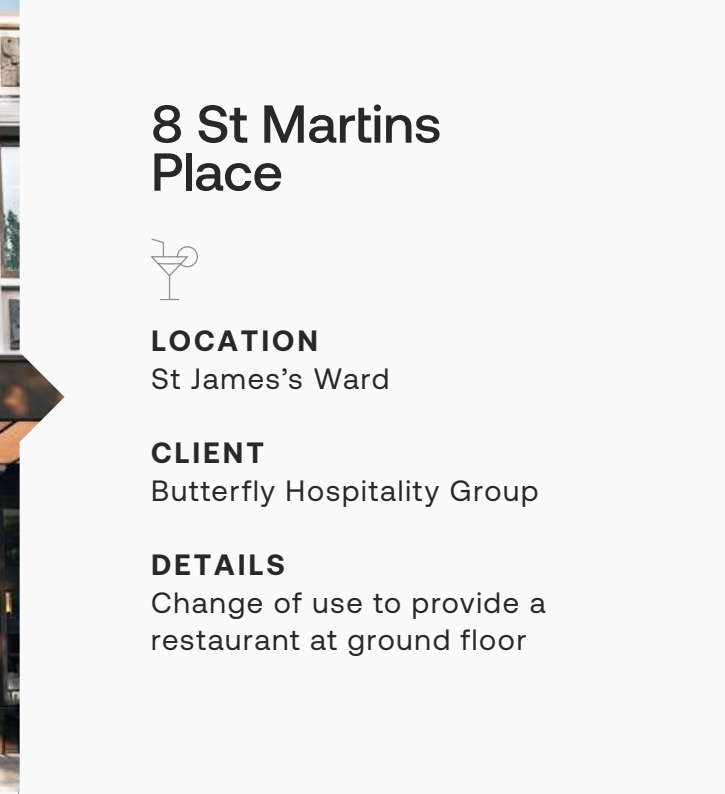 8 St Martins
Place
LOCATION
St James’s Ward
CLIENT
Butterfly Hospitality Group
DETAILS
Change of use to provide a
restaurant at ground floor